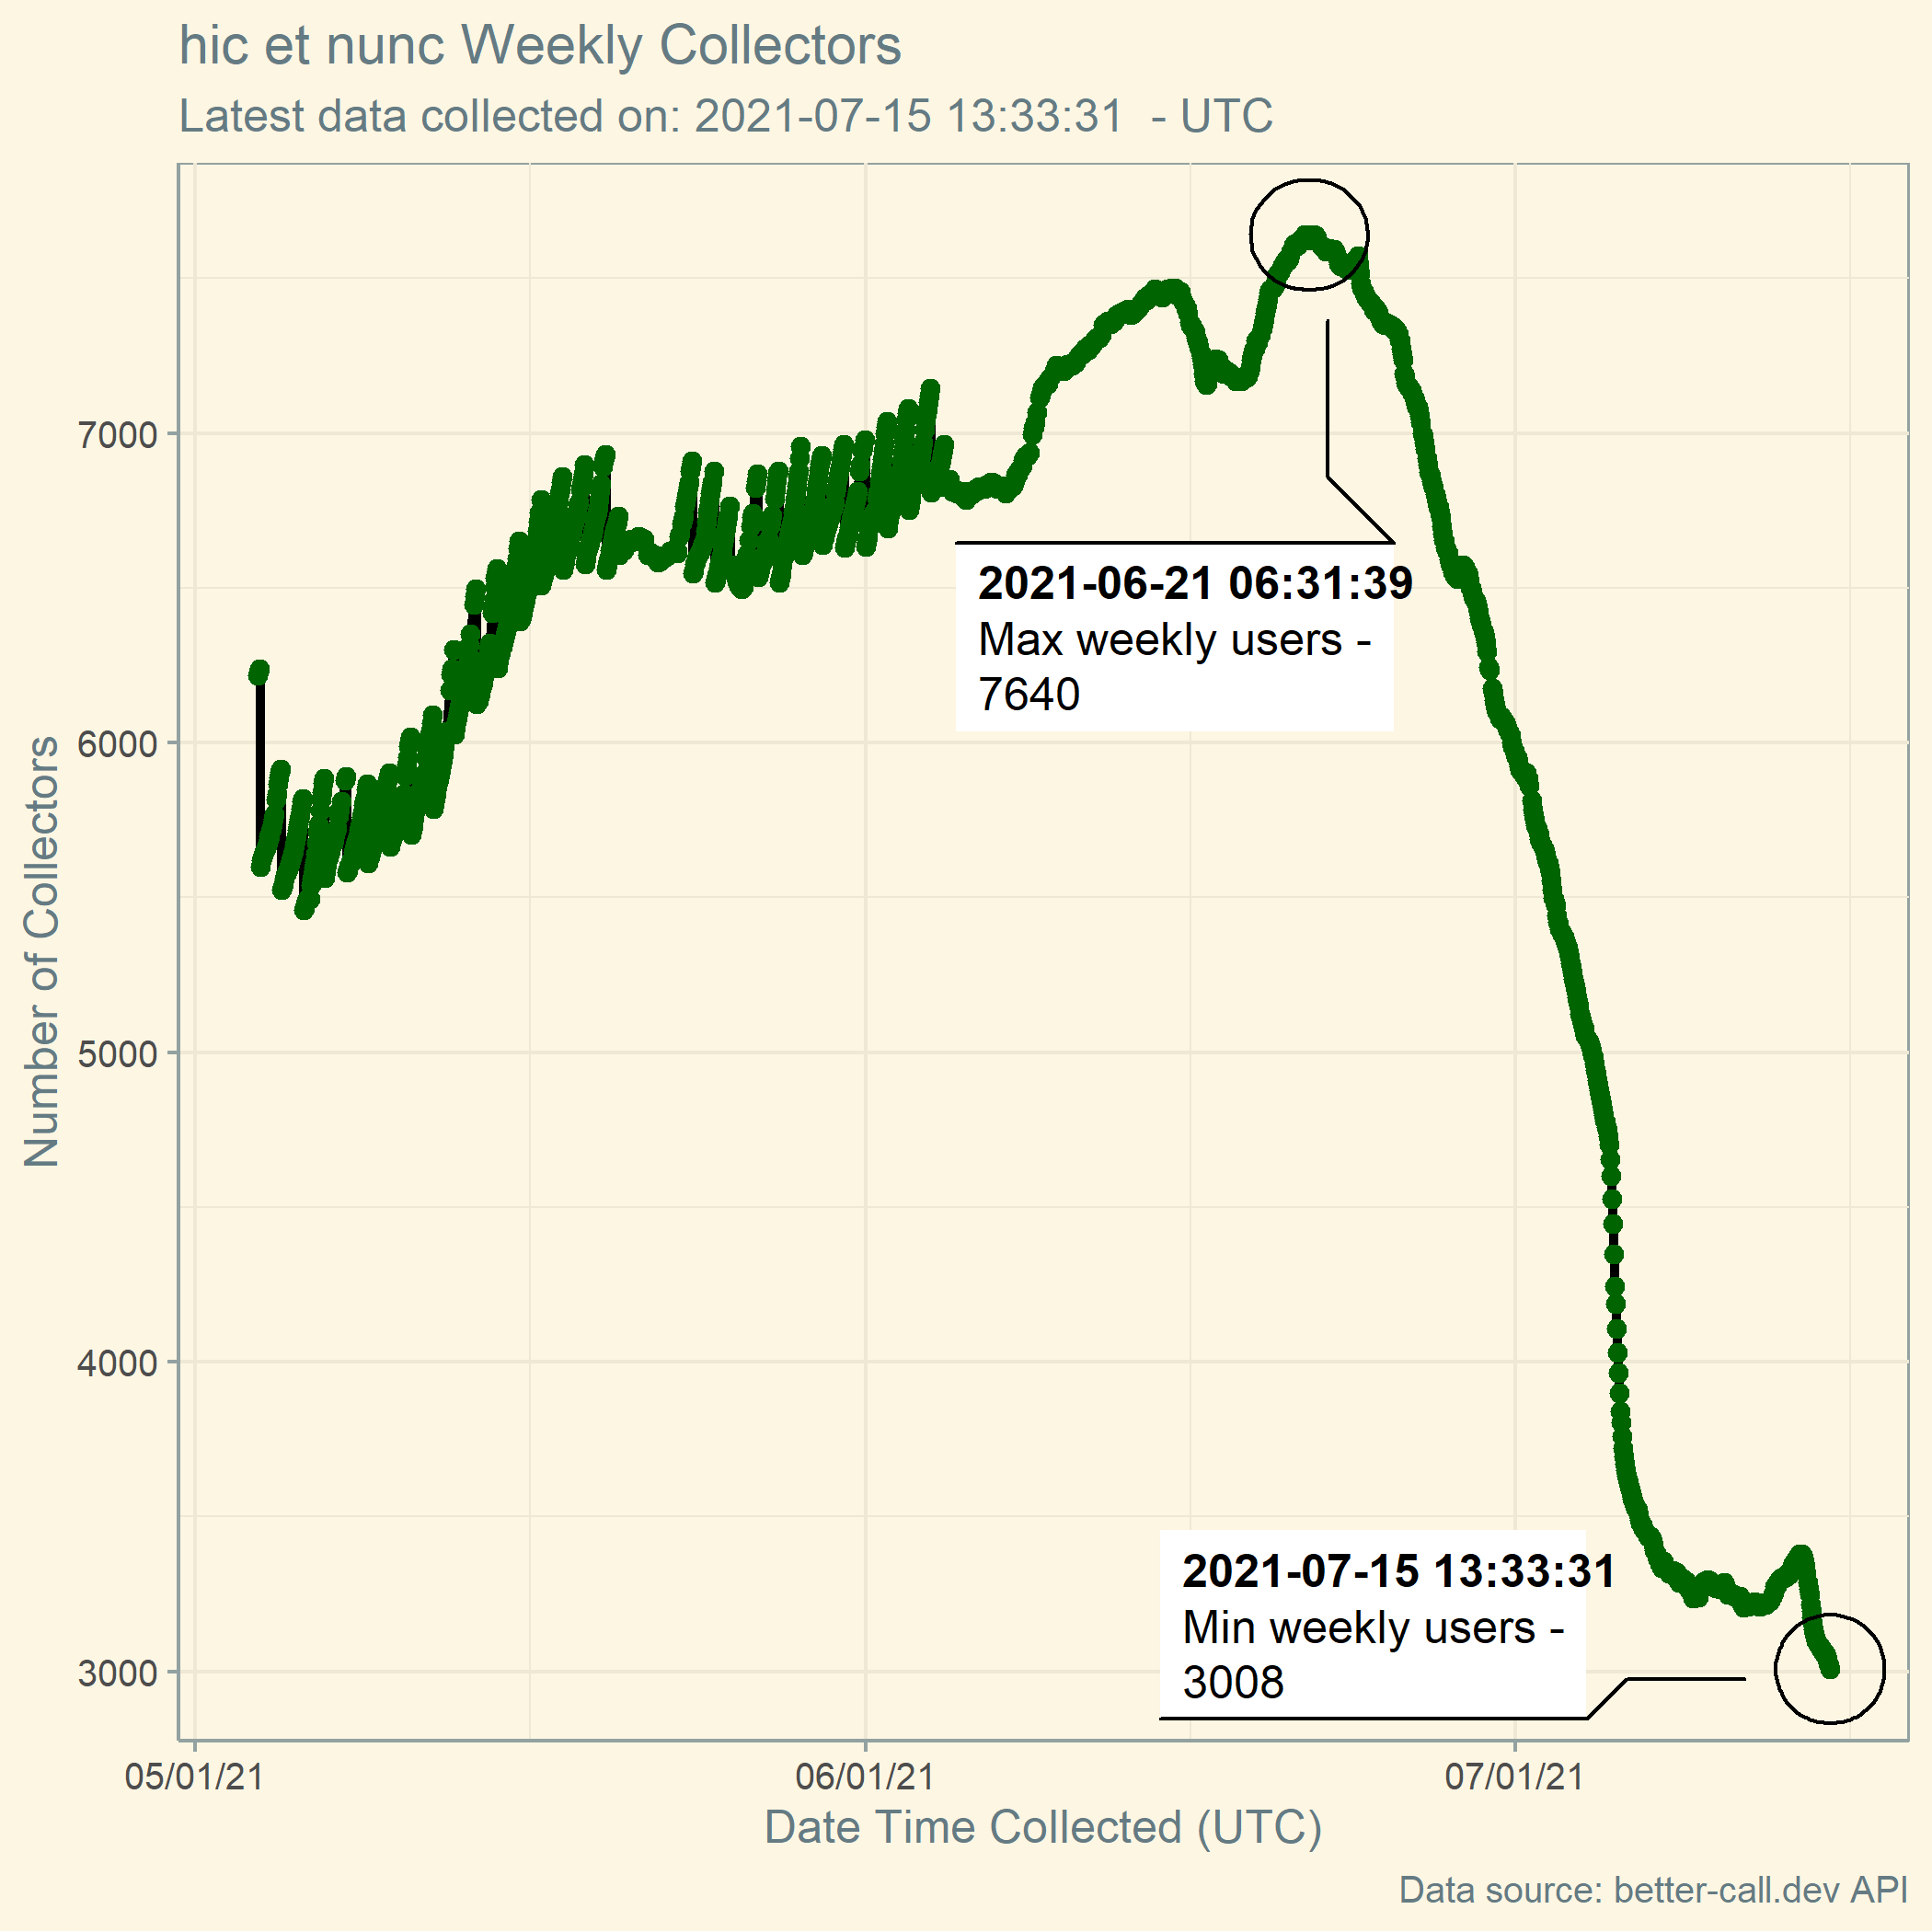 hic et nunc Weekly Collectors
Latest data collected on: 2021-07-15 13:33:31  - UTC
Number of Collectors
7000
6000
5000
4000
3000
2021-06-21 06:31:39
Max weekly users -
7640
2021-07-15 13:33:31
Min weekly users -
3008
05/01/21
06/01/21
07/01/21
Date Time Collected (UTC)
Data source: better-call.dev API